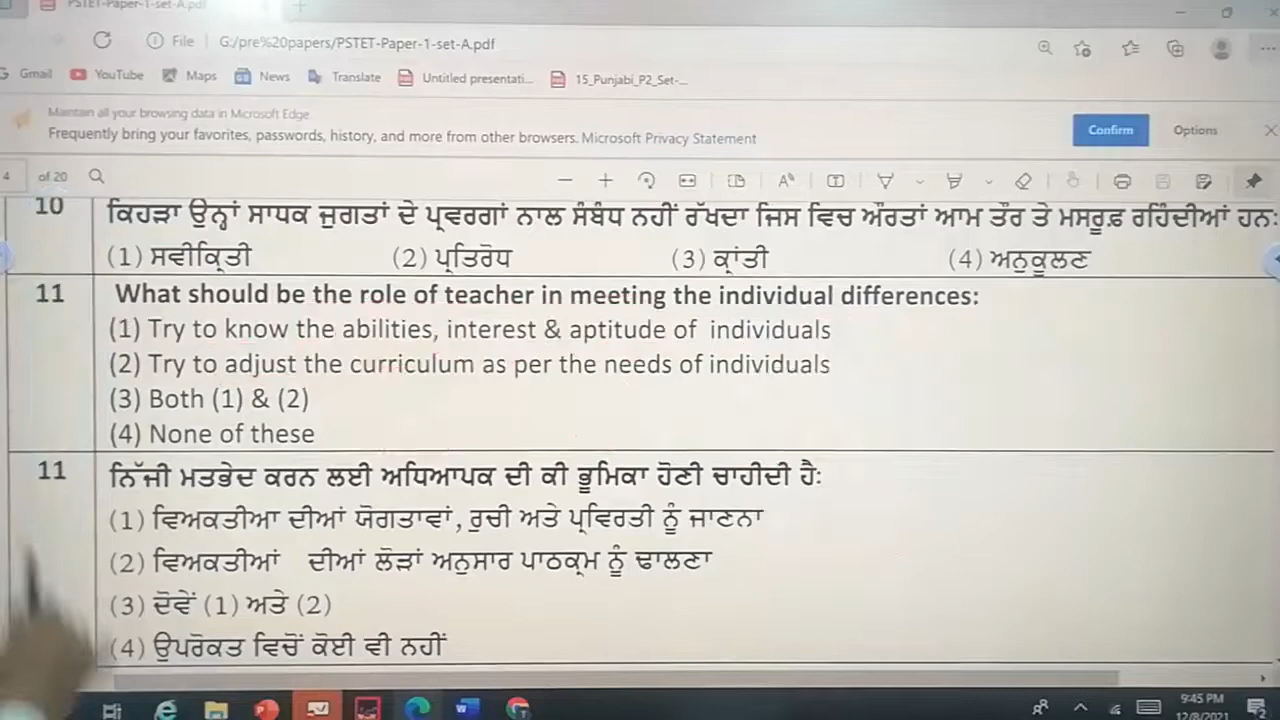 PSTET-Paper-1-set-A.pdf
File G:/pre%20papers/PSTET-Paper-1-set-A.pdf
Gmail YouTube Maps News Translate Untitled presentati... 15_Punjabi_P2_Set-...
Maintain all your browsing data in Microsoft Edge
Frequently bring your favorites, passwords, history, and more from other browsers. Microsoft Privacy Statement Confirm Options
4 of 20
10 ਕਿਹੜਾ ਉਨ੍ਹਾਂ ਸਾਧਕ ਜੁਗਤਾਂ ਦੇ ਪ੍ਰਵਰਗਾਂ ਨਾਲ ਸੰਬੰਧ ਨਹੀਂ ਰੱਖਦਾ ਜਿਸ ਵਿਚ ਔਰਤਾਂ ਆਮ ਤੌਰ ਤੇ ਮਸਰੂਫ਼ ਰਹਿੰਦੀਆਂ ਹਨ:
(1) ਸਵੀਕ੍ਰਿਤੀ (2) ਪ੍ਰਤਿਰੋਧ (3) ਕ੍ਰਾਂਤੀ (4) ਅਨੁਕੂਲਣ
11 What should be the role of teacher in meeting the individual differences:
(1) Try to know the abilities, interest & aptitude of individuals
(2) Try to adjust the curriculum as per the needs of individuals
(3) Both (1) & (2)
(4) None of these
11 ਨਿੱਜੀ ਮਤਭੇਦ ਕਰਨ ਲਈ ਅਧਿਆਪਕ ਦੀ ਕੀ ਭੂਮਿਕਾ ਹੋਣੀ ਚਾਹੀਦੀ ਹੈ:
(1) ਵਿਅਕਤੀਆ ਦੀਆਂ ਯੋਗਤਾਵਾਂ, ਰੁਚੀ ਅਤੇ ਪ੍ਰਵਿਰਤੀ ਨੂੰ ਜਾਣਨਾ
(2) ਵਿਅਕਤੀਆਂ ਦੀਆਂ ਲੋੜਾਂ ਅਨੁਸਾਰ ਪਾਠਕ੍ਰਮ ਨੂੰ ਢਾਲਣਾ
(3) ਦੋਵੇਂ (1) ਅਤੇ (2)
(4) ਉਪਰੋਕਤ ਵਿਚੋਂ ਕੋਈ ਵੀ ਨਹੀਂ
9:45 PM
12/8/2021